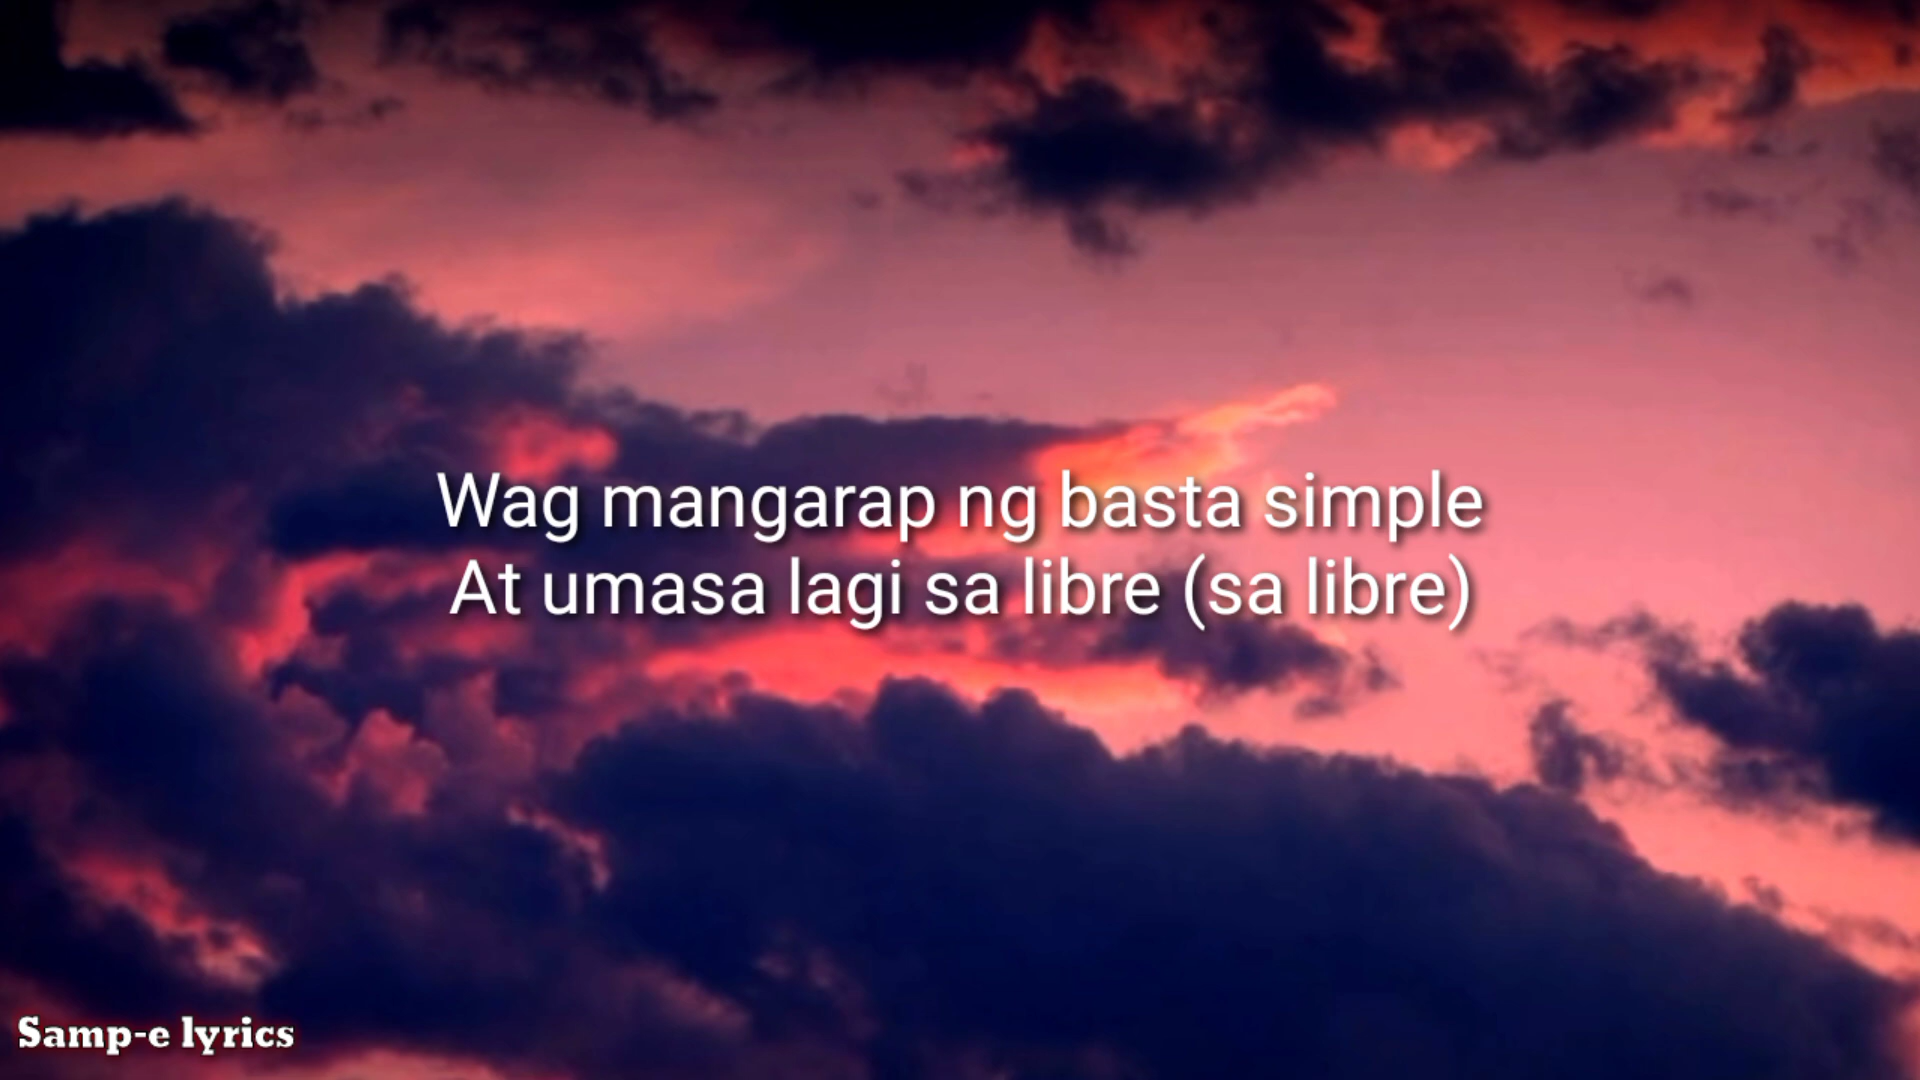 Wag mangarap ng basta simple
At umasa lagi sa libre (sa libre)
Samp-e lyrics